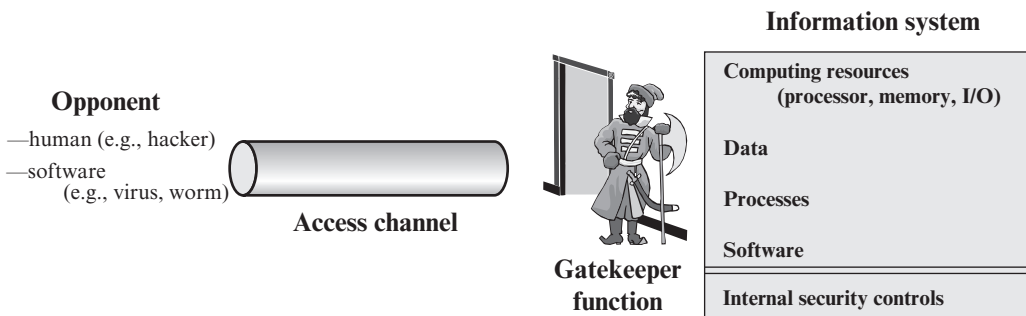 Opponent
—human (e.g., hacker)
—software
(e.g., virus, worm)
Access channel
Gatekeeper
function
Information system
Computing resources
(processor, memory, I/O)
Data
Processes
Software
Internal security controls